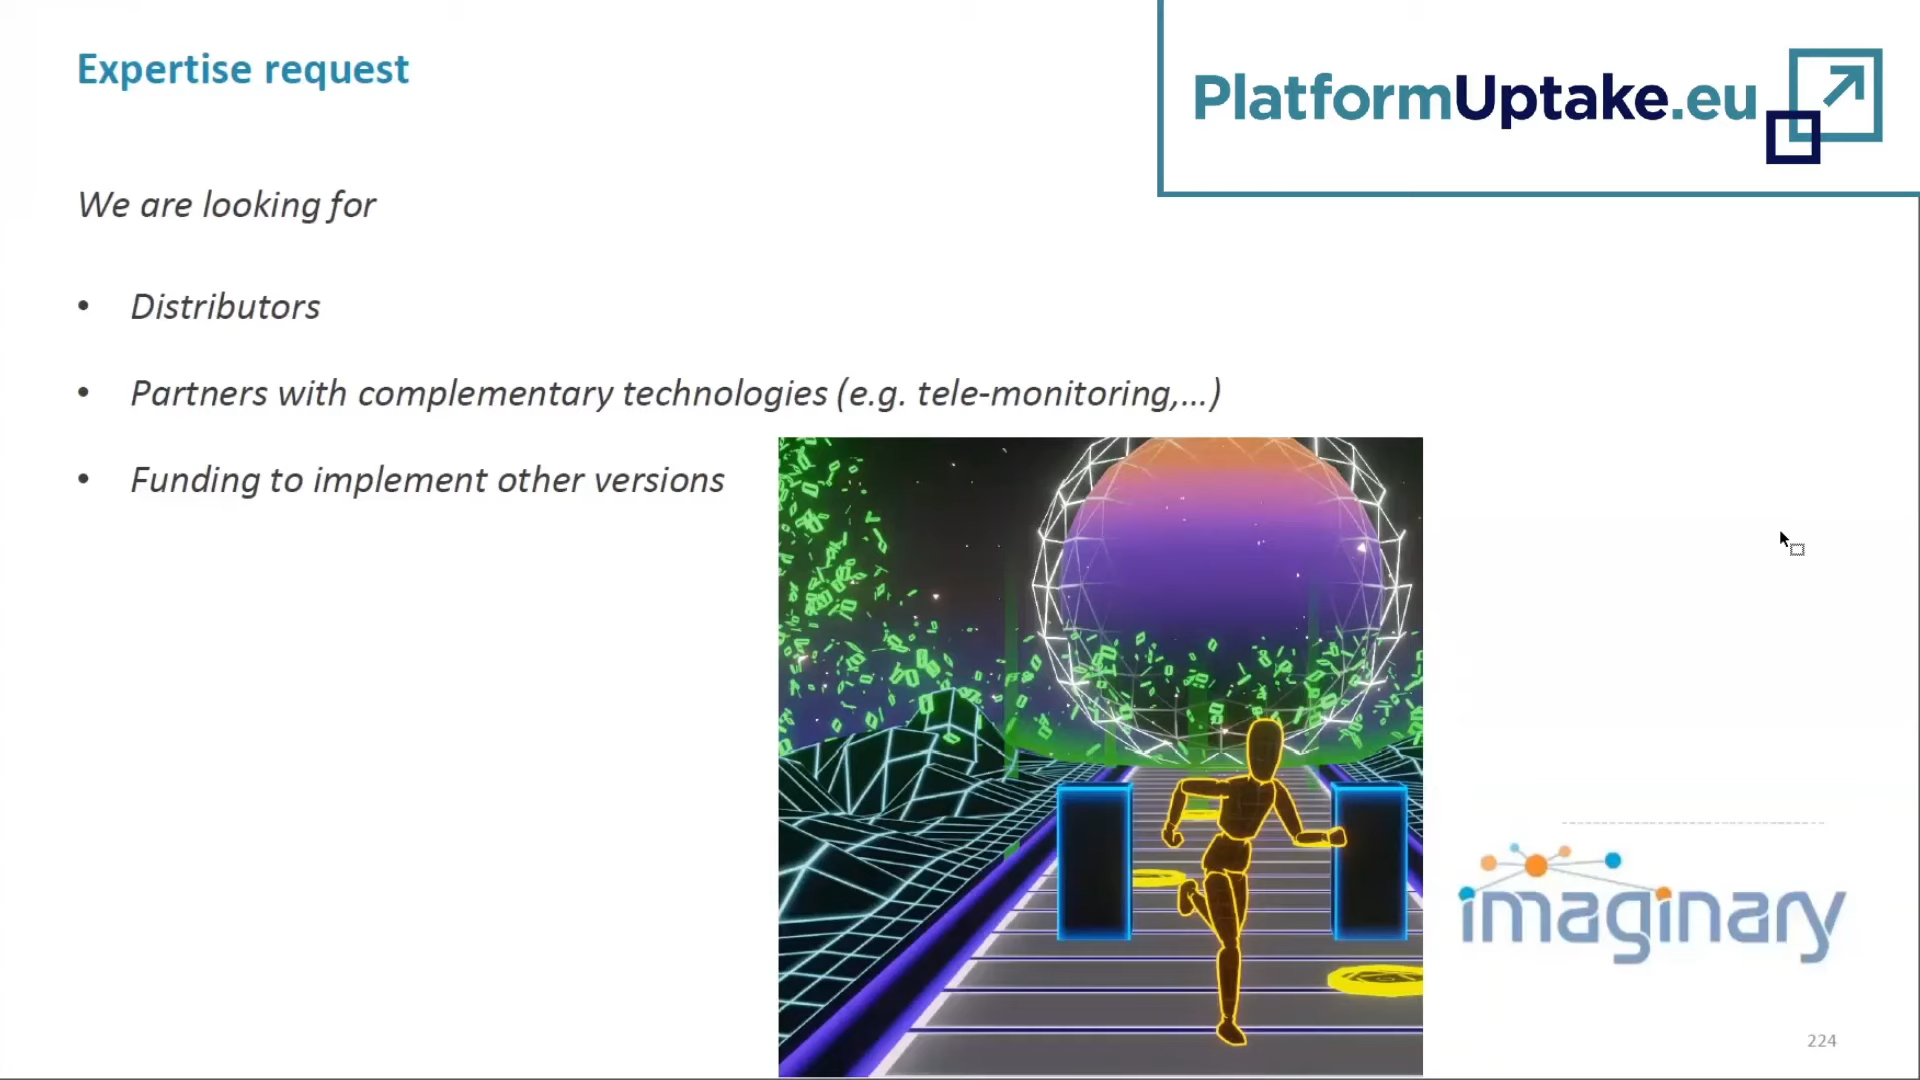 Expertise request
PlatformUptake.eu
We are looking for
• Distributors
• Partners with complementary technologies (e.g. tele-monitoring,...)
• Funding to implement other versions
imaginary
224